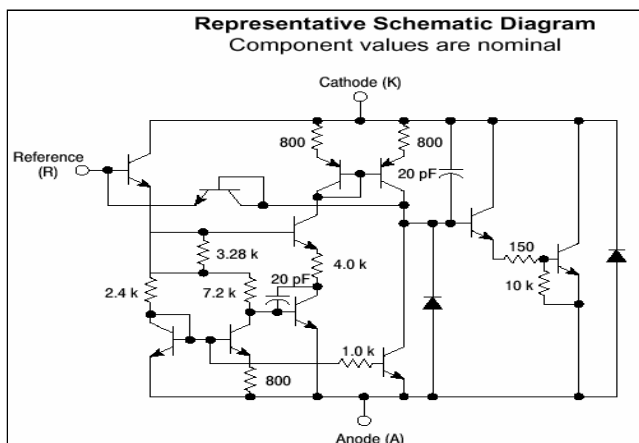 Representative Schematic Diagram
Component values are nominal
Cathode (K)
800
800
Reference
(R)
20 pF
3.28 k
4.0 k
150
10 k
2.4 k
7.2 k
20 pF
1.0 k
800
Anode (A)